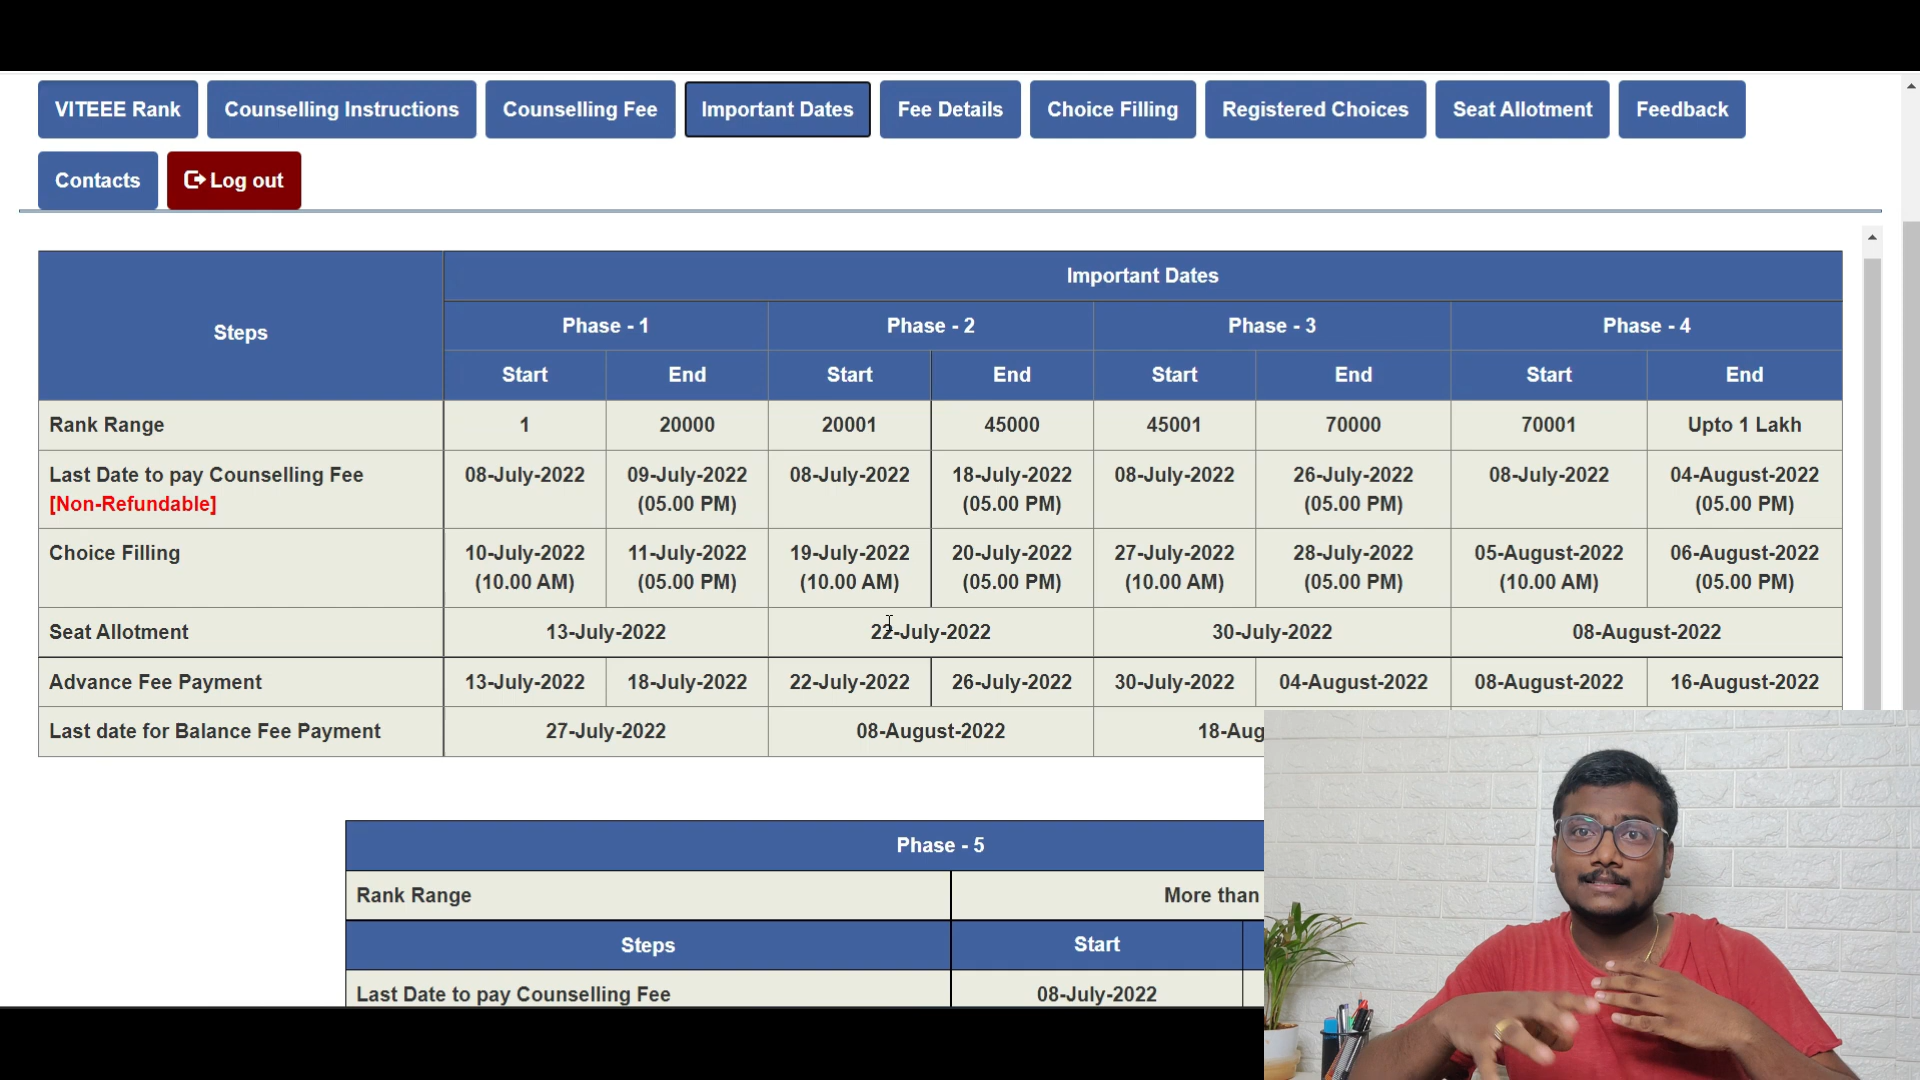 VITEEE Rank Counselling Instructions Counselling Fee Important Dates Fee Details Choice Filling Registered Choices Seat Allotment Feedback
Contacts Log out
Steps Important Dates
Phase - 1 Phase - 2 Phase - 3 Phase - 4
Start End Start End Start End Start End
Rank Range 1 20000 20001 45000 45001 70000 70001 Upto 1 Lakh
Last Date to pay Counselling Fee 08-July-2022 09-July-2022 08-July-2022 18-July-2022 08-July-2022 26-July-2022 08-July-2022 04-August-2022
[Non-Refundable] (05.00 PM) (05.00 PM) (05.00 PM) (05.00 PM)
Choice Filling 10-July-2022 11-July-2022 19-July-2022 20-July-2022 27-July-2022 28-July-2022 05-August-2022 06-August-2022
(10.00 AM) (05.00 PM) (10.00 AM) (05.00 PM) (10.00 AM) (05.00 PM) (10.00 AM) (05.00 PM)
Seat Allotment 13-July-2022 22-July-2022 30-July-2022 08-August-2022
Advance Fee Payment 13-July-2022 18-July-2022 22-July-2022 26-July-2022 30-July-2022 04-August-2022 08-August-2022 16-August-2022
Last date for Balance Fee Payment 27-July-2022 08-August-2022 18-Aug
Phase - 5
Rank Range More than
Steps Start
Last Date to pay Counselling Fee 08-July-2022